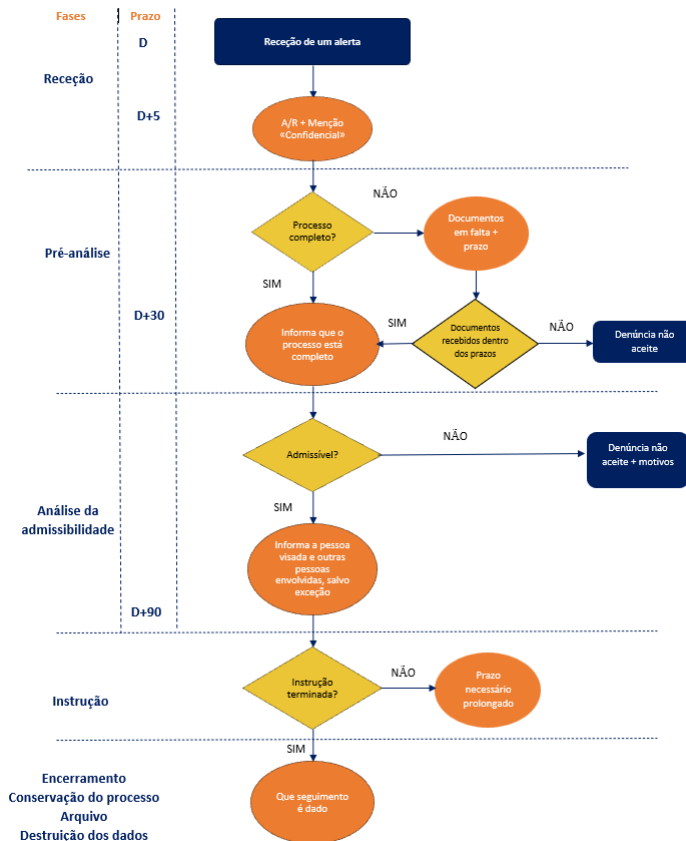 Fases
Prazo
D
Receção de um alerta
Receção
D+5
A/R + Menção
«Confidencial»
NÃO
Processo
completo?
Documentos
em falta +
prazo
Pré-análise
SIM
D+30
Informa que o
processo está
completo
SIM
Documentos
recebidos dentro
dos prazos
NÃO
Denúncia não
aceite
Admissível?
NÃO
Denúncia não
aceite + motivos
SIM
Análise da
admissibilidade
Informa a pessoa
visada e outras
pessoas
envolvidas, salvo
exceção
D+90
Instrução
Instrução
terminada?
NÃO
Prazo
necessário
prolongado
SIM
Encerramento
Conservação do processo
Arquivo
Destruição dos dados
Que seguimento
é dado